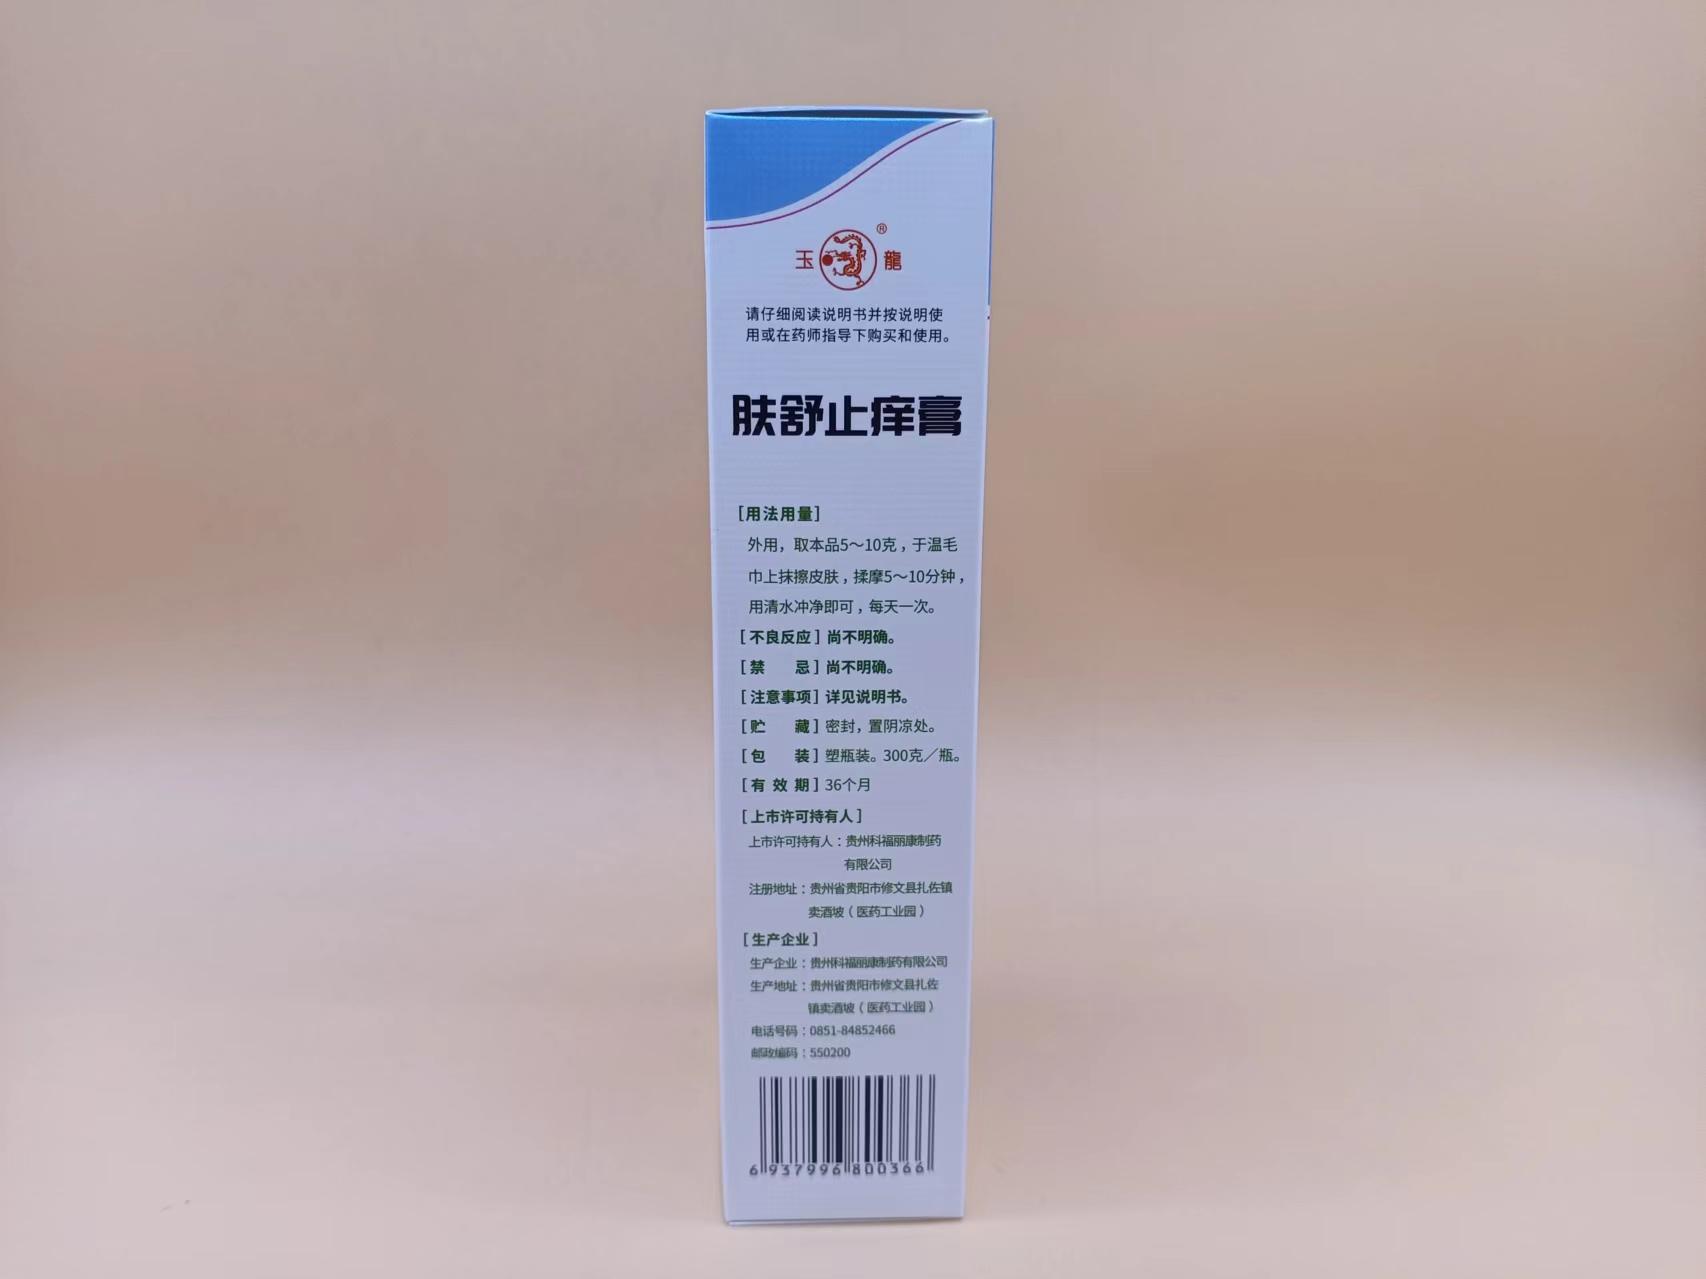 玉 龍 ®
请仔细阅读说明书并按说明使
用或在药师指导下购买和使用。
肤舒止痒膏
[用法用量]
外用，取本品5～10克，于温毛
巾上抹擦皮肤，揉摩5～10分钟，
用清水冲净即可，每天一次。
[不良反应]尚不明确。
[禁 忌]尚不明确。
[注意事项]详见说明书。
[贮 藏]密封，置阴凉处。
[包 装]塑瓶装。300克／瓶。
[有 效 期]36个月
[上市许可持有人]
上市许可持有人：贵州科福丽康制药
有限公司
注册地址：贵州省贵阳市修文县扎佐镇
卖酒坡（医药工业园）
[生产企业]
生产企业：贵州科福丽康制药有限公司
生产地址：贵州省贵阳市修文县扎佐
镇卖酒坡（医药工业园）
电话号码：0851-84852466
邮政编码：550200
6 937996 800366